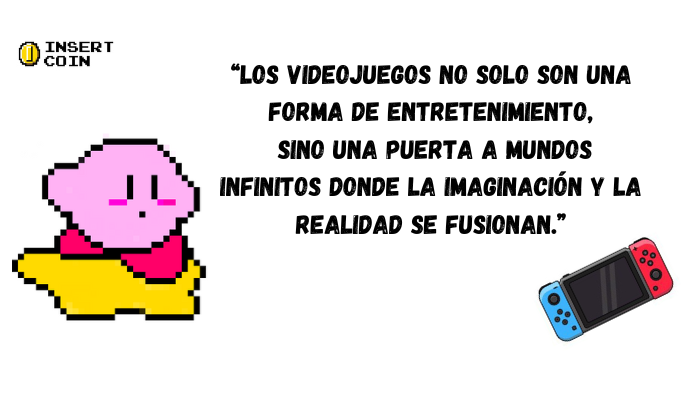 INSERT
COIN
“LOS VIDEOJUEGOS NO SOLO SON UNA
FORMA DE ENTRETENIMIENTO,
SINO UNA PUERTA A MUNDOS
INFINITOS DONDE LA IMAGINACIÓN Y LA
REALIDAD SE FUSIONAN.”